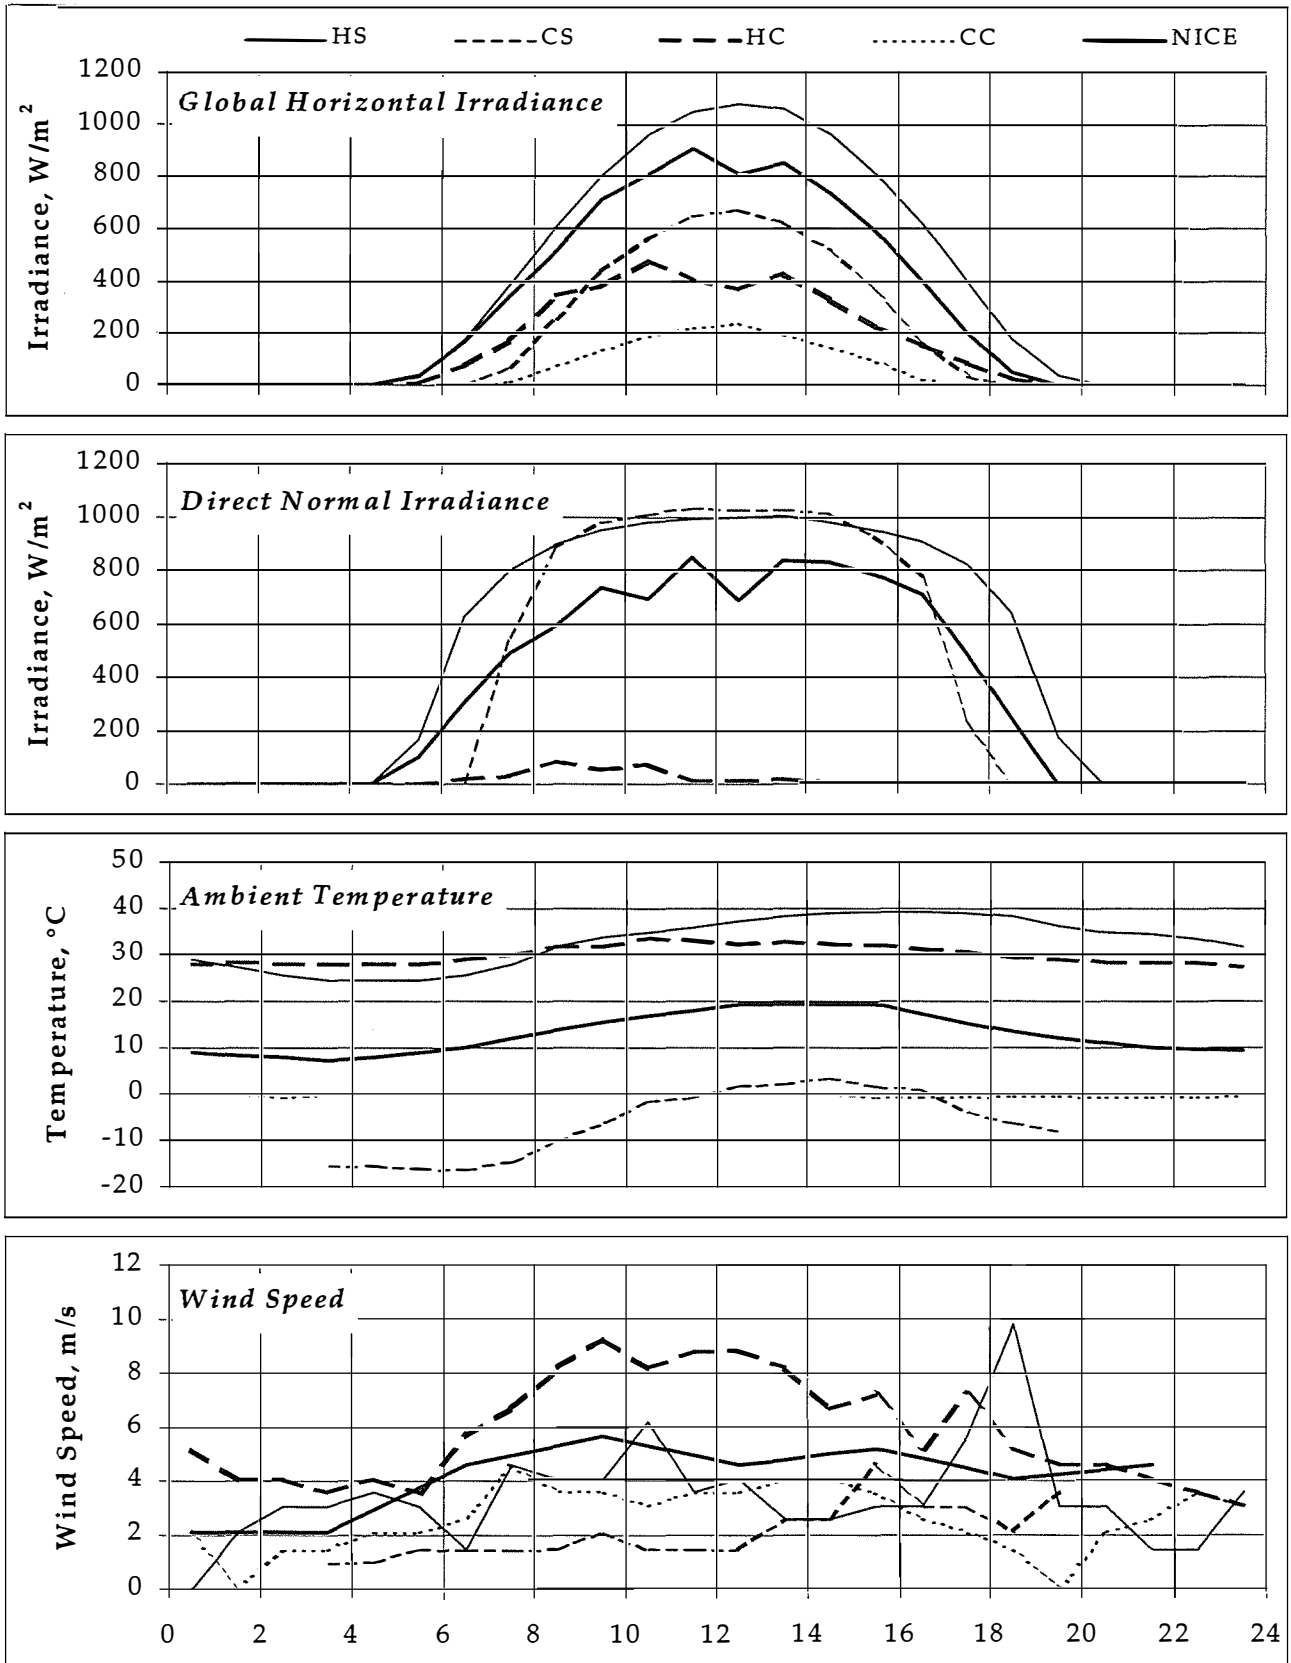 HS CS HC CC NICE
Global Horizontal Irradiance
Irradiance, W/m²
1200
1000
800
600
400
200
0
Direct Normal Irradiance
Irradiance, W/m²
1200
1000
800
600
400
200
0
Ambient Temperature
Temperature, °C
50
40
30
20
10
0
-10
-20
Wind Speed
Wind Speed, m/s
12
10
8
6
4
2
0
0 2 4 6 8 10 12 14 16 18 20 22 24